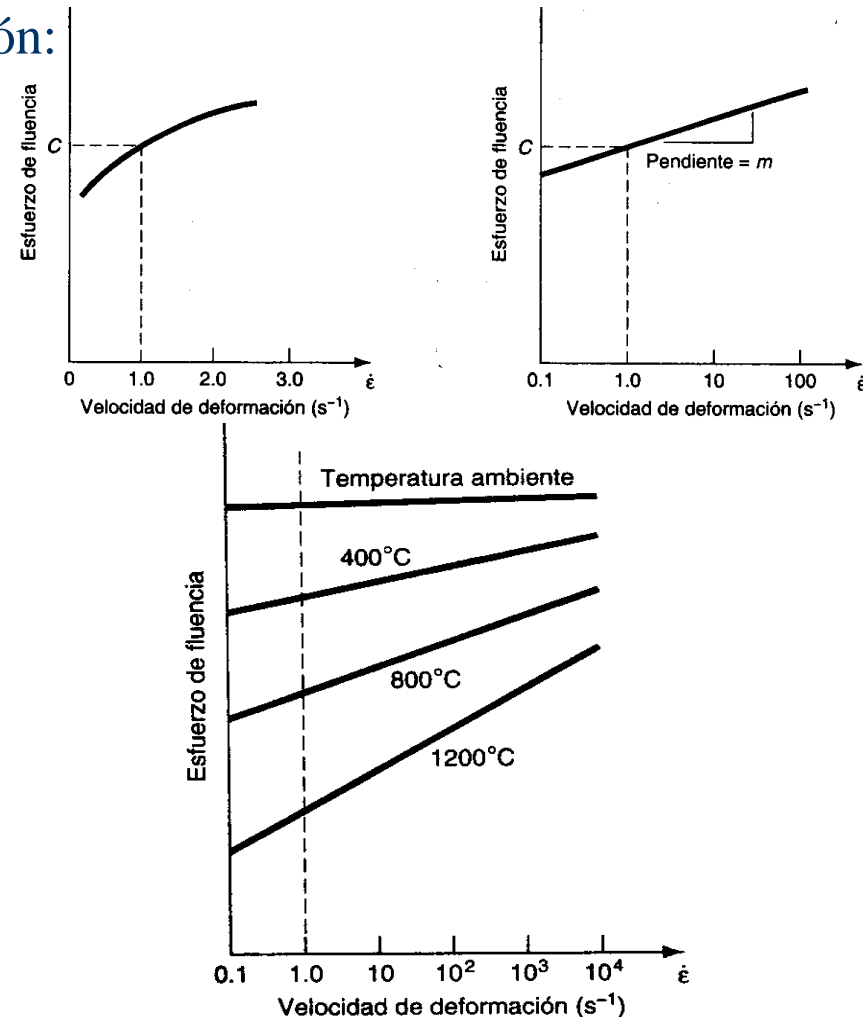 ón:
Esfuerzo de fluencia
C
0 1.0 2.0 3.0 ε̇
Velocidad de deformación (s⁻¹)
Esfuerzo de fluencia
C
Pendiente = m
0.1 1.0 10 100 ε̇
Velocidad de deformación (s⁻¹)
Temperatura ambiente
400°C
800°C
1200°C
Esfuerzo de fluencia
0.1 1.0 10 10² 10³ 10⁴ ε̇
Velocidad de deformación (s⁻¹)